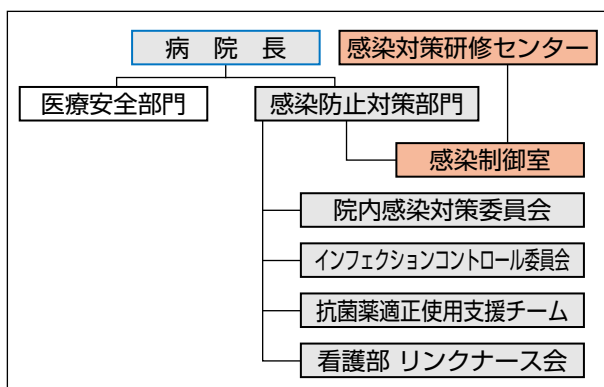 病 院 長
感染対策研修センター
医療安全部門
感染防止対策部門
感染制御室
院内感染対策委員会
インフェクションコントロール委員会
抗菌薬適正使用支援チーム
看護部 リンクナース会